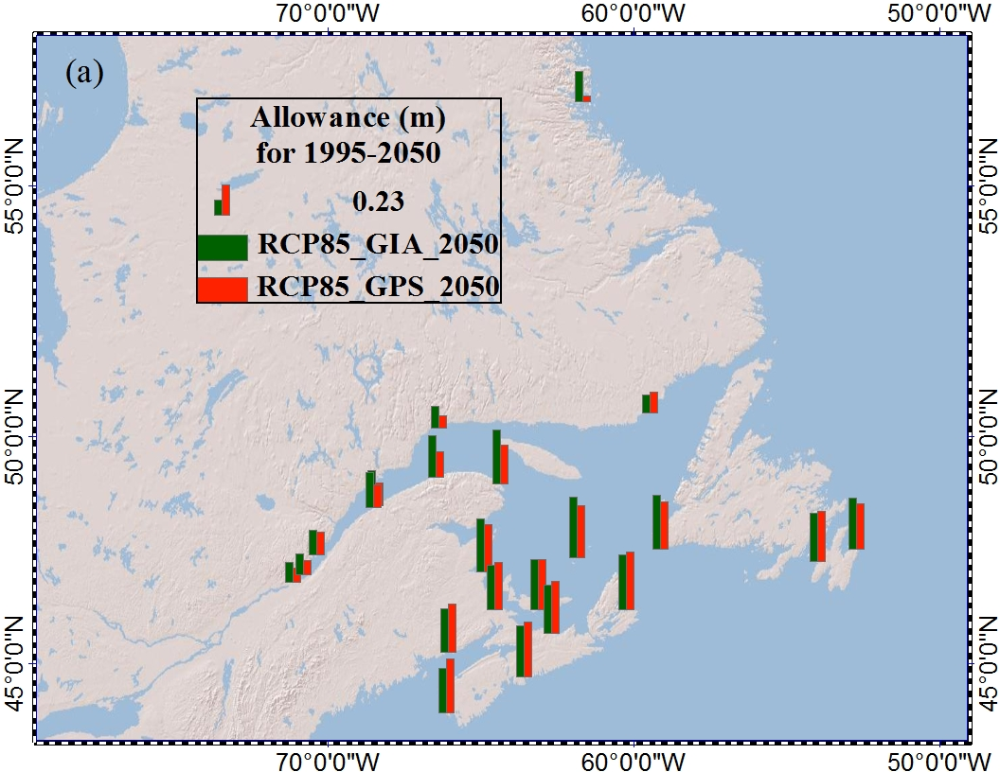 70°0'0"W 60°0'0"W 50°0'0"W
(a)
Allowance (m)
for 1995-2050
0.23
RCP85_GIA_2050
RCP85_GPS_2050
55°0'0"N 55°0'0"N
50°0'0"N 50°0'0"N
45°0'0"N 45°0'0"N
70°0'0"W 60°0'0"W 50°0'0"W